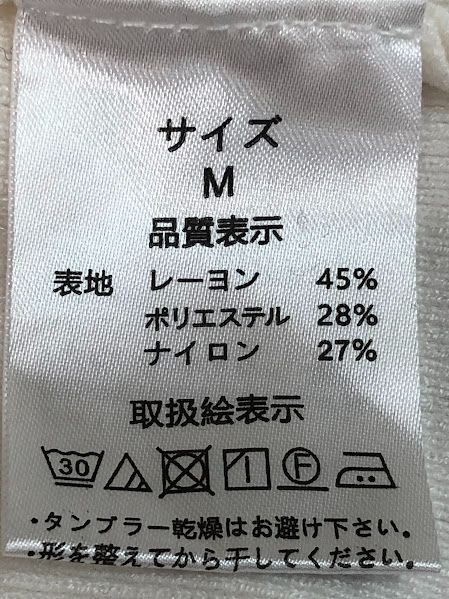 サイズ
M
品質表示
表地 レーヨン 45%
ポリエステル 28%
ナイロン 27%
取扱絵表示
30 F
・タンブラー乾燥はお避け下さい。
・形を整えてから干してください。